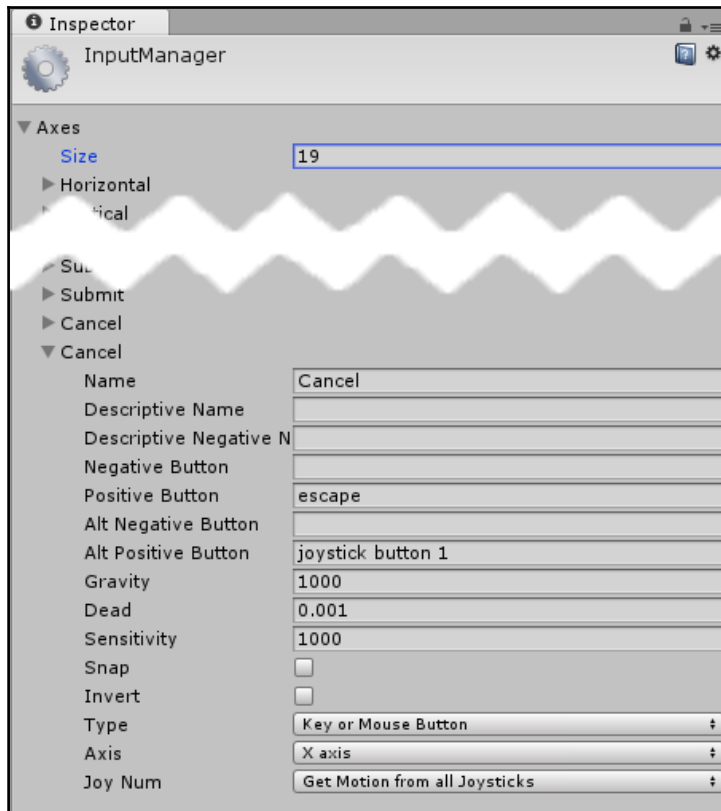 Inspector
InputManager
Axes
Size 19
Horizontal
Submit
Cancel
Cancel
Name Cancel
Descriptive Name
Descriptive Negative N
Negative Button
Positive Button escape
Alt Negative Button
Alt Positive Button joystick button 1
Gravity 1000
Dead 0.001
Sensitivity 1000
Snap
Invert
Type Key or Mouse Button
Axis X axis
Joy Num Get Motion from all Joysticks